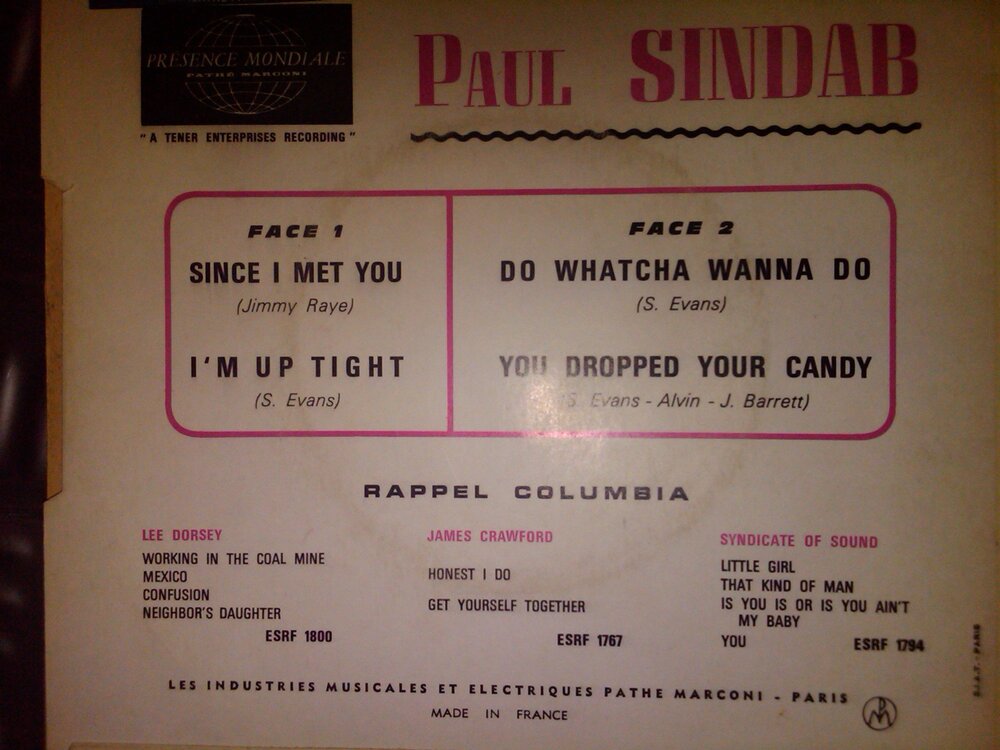 PRESENCE MONDIALE
PATHÉ MARCONI
"A TENER ENTERPRISES RECORDING"
PAUL SINDAB
FACE 1
SINCE I MET YOU
(Jimmy Raye)
I'M UP TIGHT
(S. Evans)
FACE 2
DO WHATCHA WANNA DO
(S. Evans)
YOU DROPPED YOUR CANDY
(S. Evans - Alvin - J. Barrett)
RAPPEL COLUMBIA
LEE DORSEY
WORKING IN THE COAL MINE
MEXICO
CONFUSION
NEIGHBOR'S DAUGHTER
ESRF 1800
JAMES CRAWFORD
HONEST I DO
GET YOURSELF TOGETHER
ESRF 1767
SYNDICATE OF SOUND
LITTLE GIRL
THAT KIND OF MAN
IS YOU IS OR IS YOU AIN'T
MY BABY
YOU
ESRF 1794
LES INDUSTRIES MUSICALES ET ELECTRIQUES PATHE MARCONI - PARIS
MADE IN FRANCE
PARIS